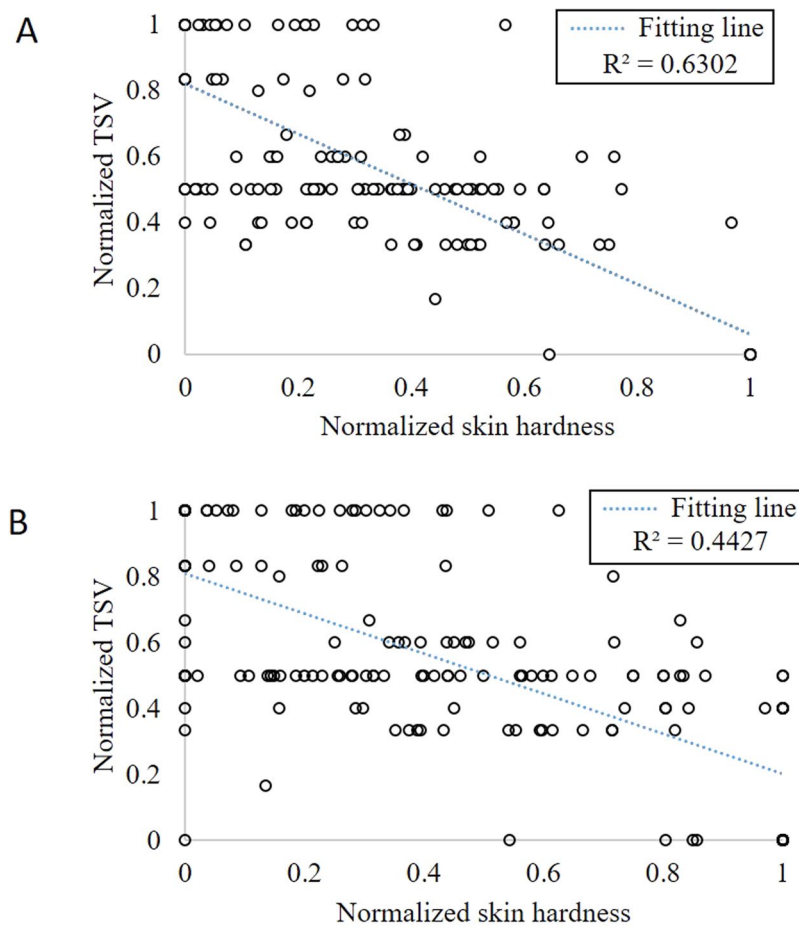 A
Normalized TSV
1
0.8
0.6
0.4
0.2
0
Fitting line
R² = 0.6302
0 0.2 0.4 0.6 0.8 1
Normalized skin hardness
B
Normalized TSV
1
0.8
0.6
0.4
0.2
0
Fitting line
R² = 0.4427
0 0.2 0.4 0.6 0.8 1
Normalized skin hardness